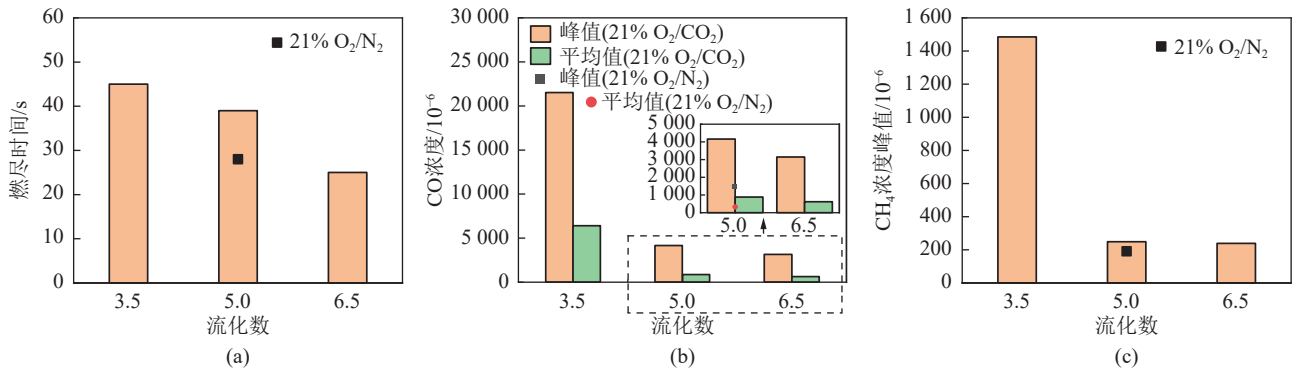 60
50
40
30
20
10
0
燃尽时间/s
■ 21% O₂/N₂
3.5
5.0
6.5
流化数
(a)
30 000
25 000
20 000
15 000
10 000
5 000
0
CO浓度/10⁻⁶
峰值(21% O₂/CO₂)
平均值(21% O₂/CO₂)
峰值(21% O₂/N₂)
平均值(21% O₂/N₂)
5 000
4 000
3 000
2 000
1 000
0
5.0
6.5
3.5
5.0
6.5
流化数
(b)
1 600
1 400
1 200
1 000
800
600
400
200
0
CH₄浓度峰值/10⁻⁶
■ 21% O₂/N₂
3.5
5.0
6.5
流化数
(c)